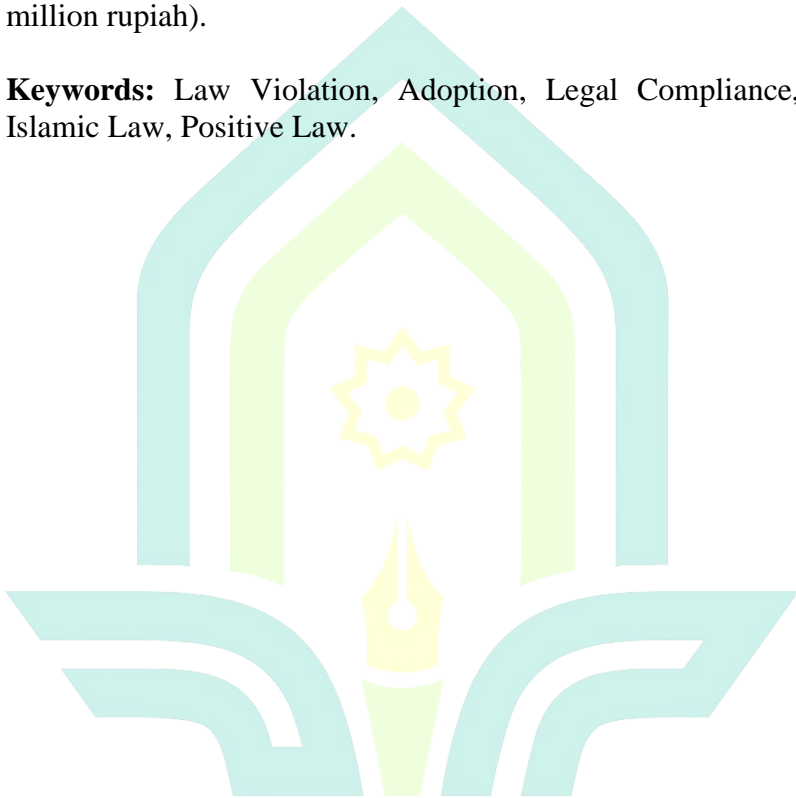 million rupiah).
Keywords: Law Violation, Adoption, Legal Compliance,
Islamic Law, Positive Law.